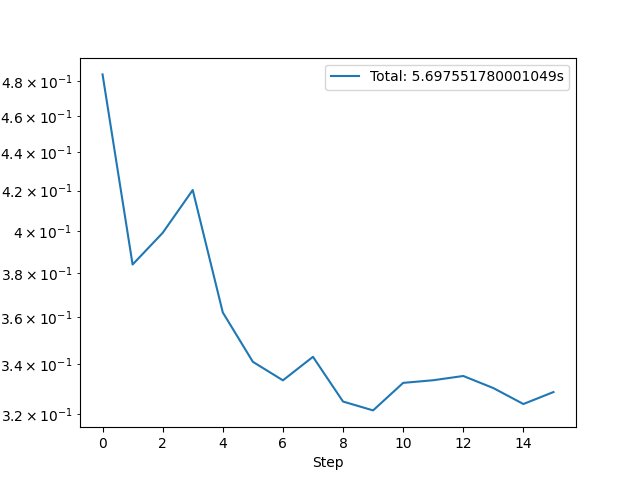 Total: 5.697551780001049s
4.8 × 10⁻¹
4.6 × 10⁻¹
4.4 × 10⁻¹
4.2 × 10⁻¹
4 × 10⁻¹
3.8 × 10⁻¹
3.6 × 10⁻¹
3.4 × 10⁻¹
3.2 × 10⁻¹
0 2 4 6 8 10 12 14
Step